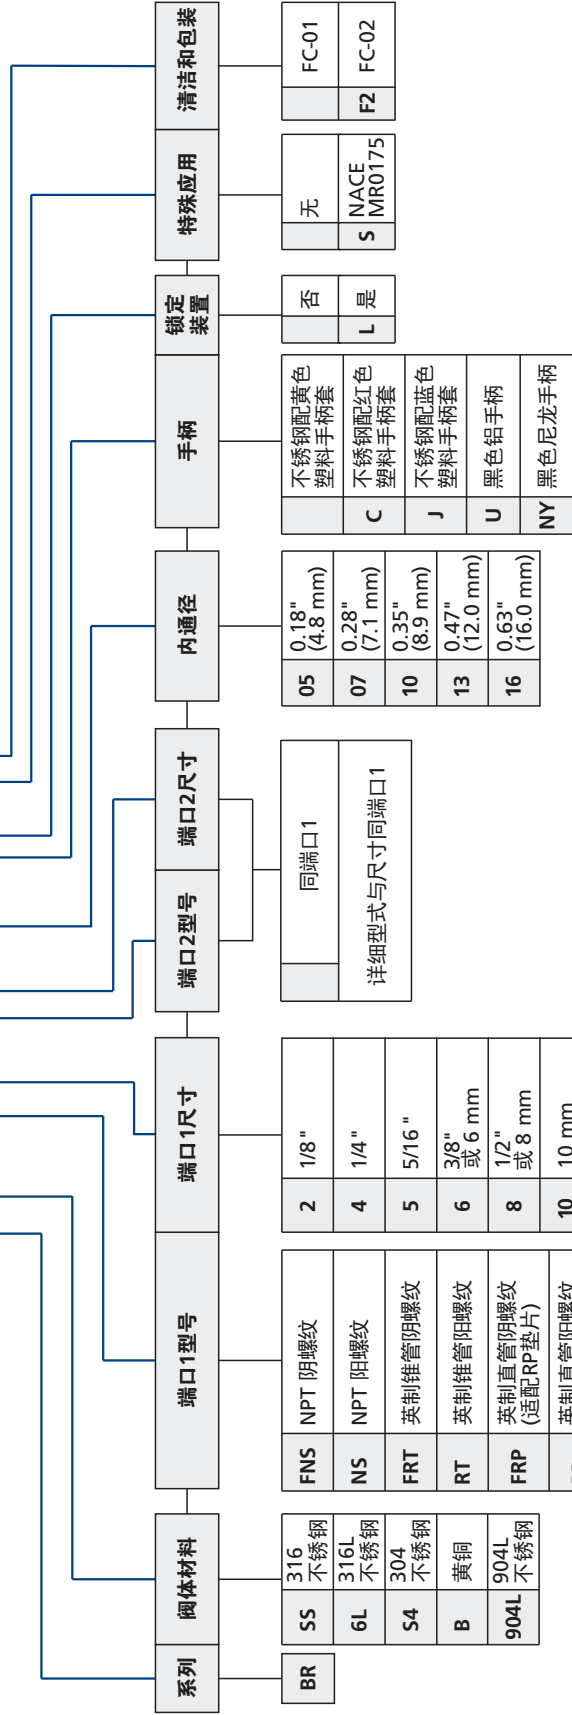 系列
BR
阀体材料
SS 316
不锈钢
6L 316L
不锈钢
S4 304
不锈钢
B 黄铜
904L 904L
不锈钢
端口1型号
FNS NPT 阴螺纹
NS NPT 阳螺纹
FRT 英制锥管阴螺纹
RT 英制锥管阳螺纹
FRP 英制直管阴螺纹
(适配RP垫片)
英制直管阳螺纹
端口1尺寸
2 1/8 "
4 1/4 "
5 5/16 "
6 3/8"
或 6 mm
8 1/2"
或 8 mm
10 10 mm
端口2型号
端口2尺寸
同端口1
详细型式与尺寸同端口1
内通径
05 0.18"
(4.8 mm)
07 0.28"
(7.1 mm)
10 0.35"
(8.9 mm)
13 0.47"
(12.0 mm)
16 0.63"
(16.0 mm)
手柄
不锈钢配黄色
塑料手柄套
C 不锈钢配红色
塑料手柄套
J 不锈钢配蓝色
塑料手柄套
U 黑色铝手柄
NY 黑色尼龙手柄
锁定
装置
否
L 是
特殊应用
无
S NACE
MR0175
清洁和包装
FC-01
F2 FC-02